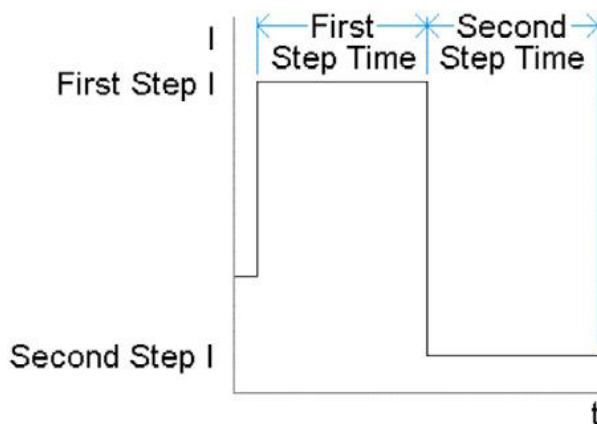 I
First
Step Time
Second
Step Time
First Step I
Second Step I
t